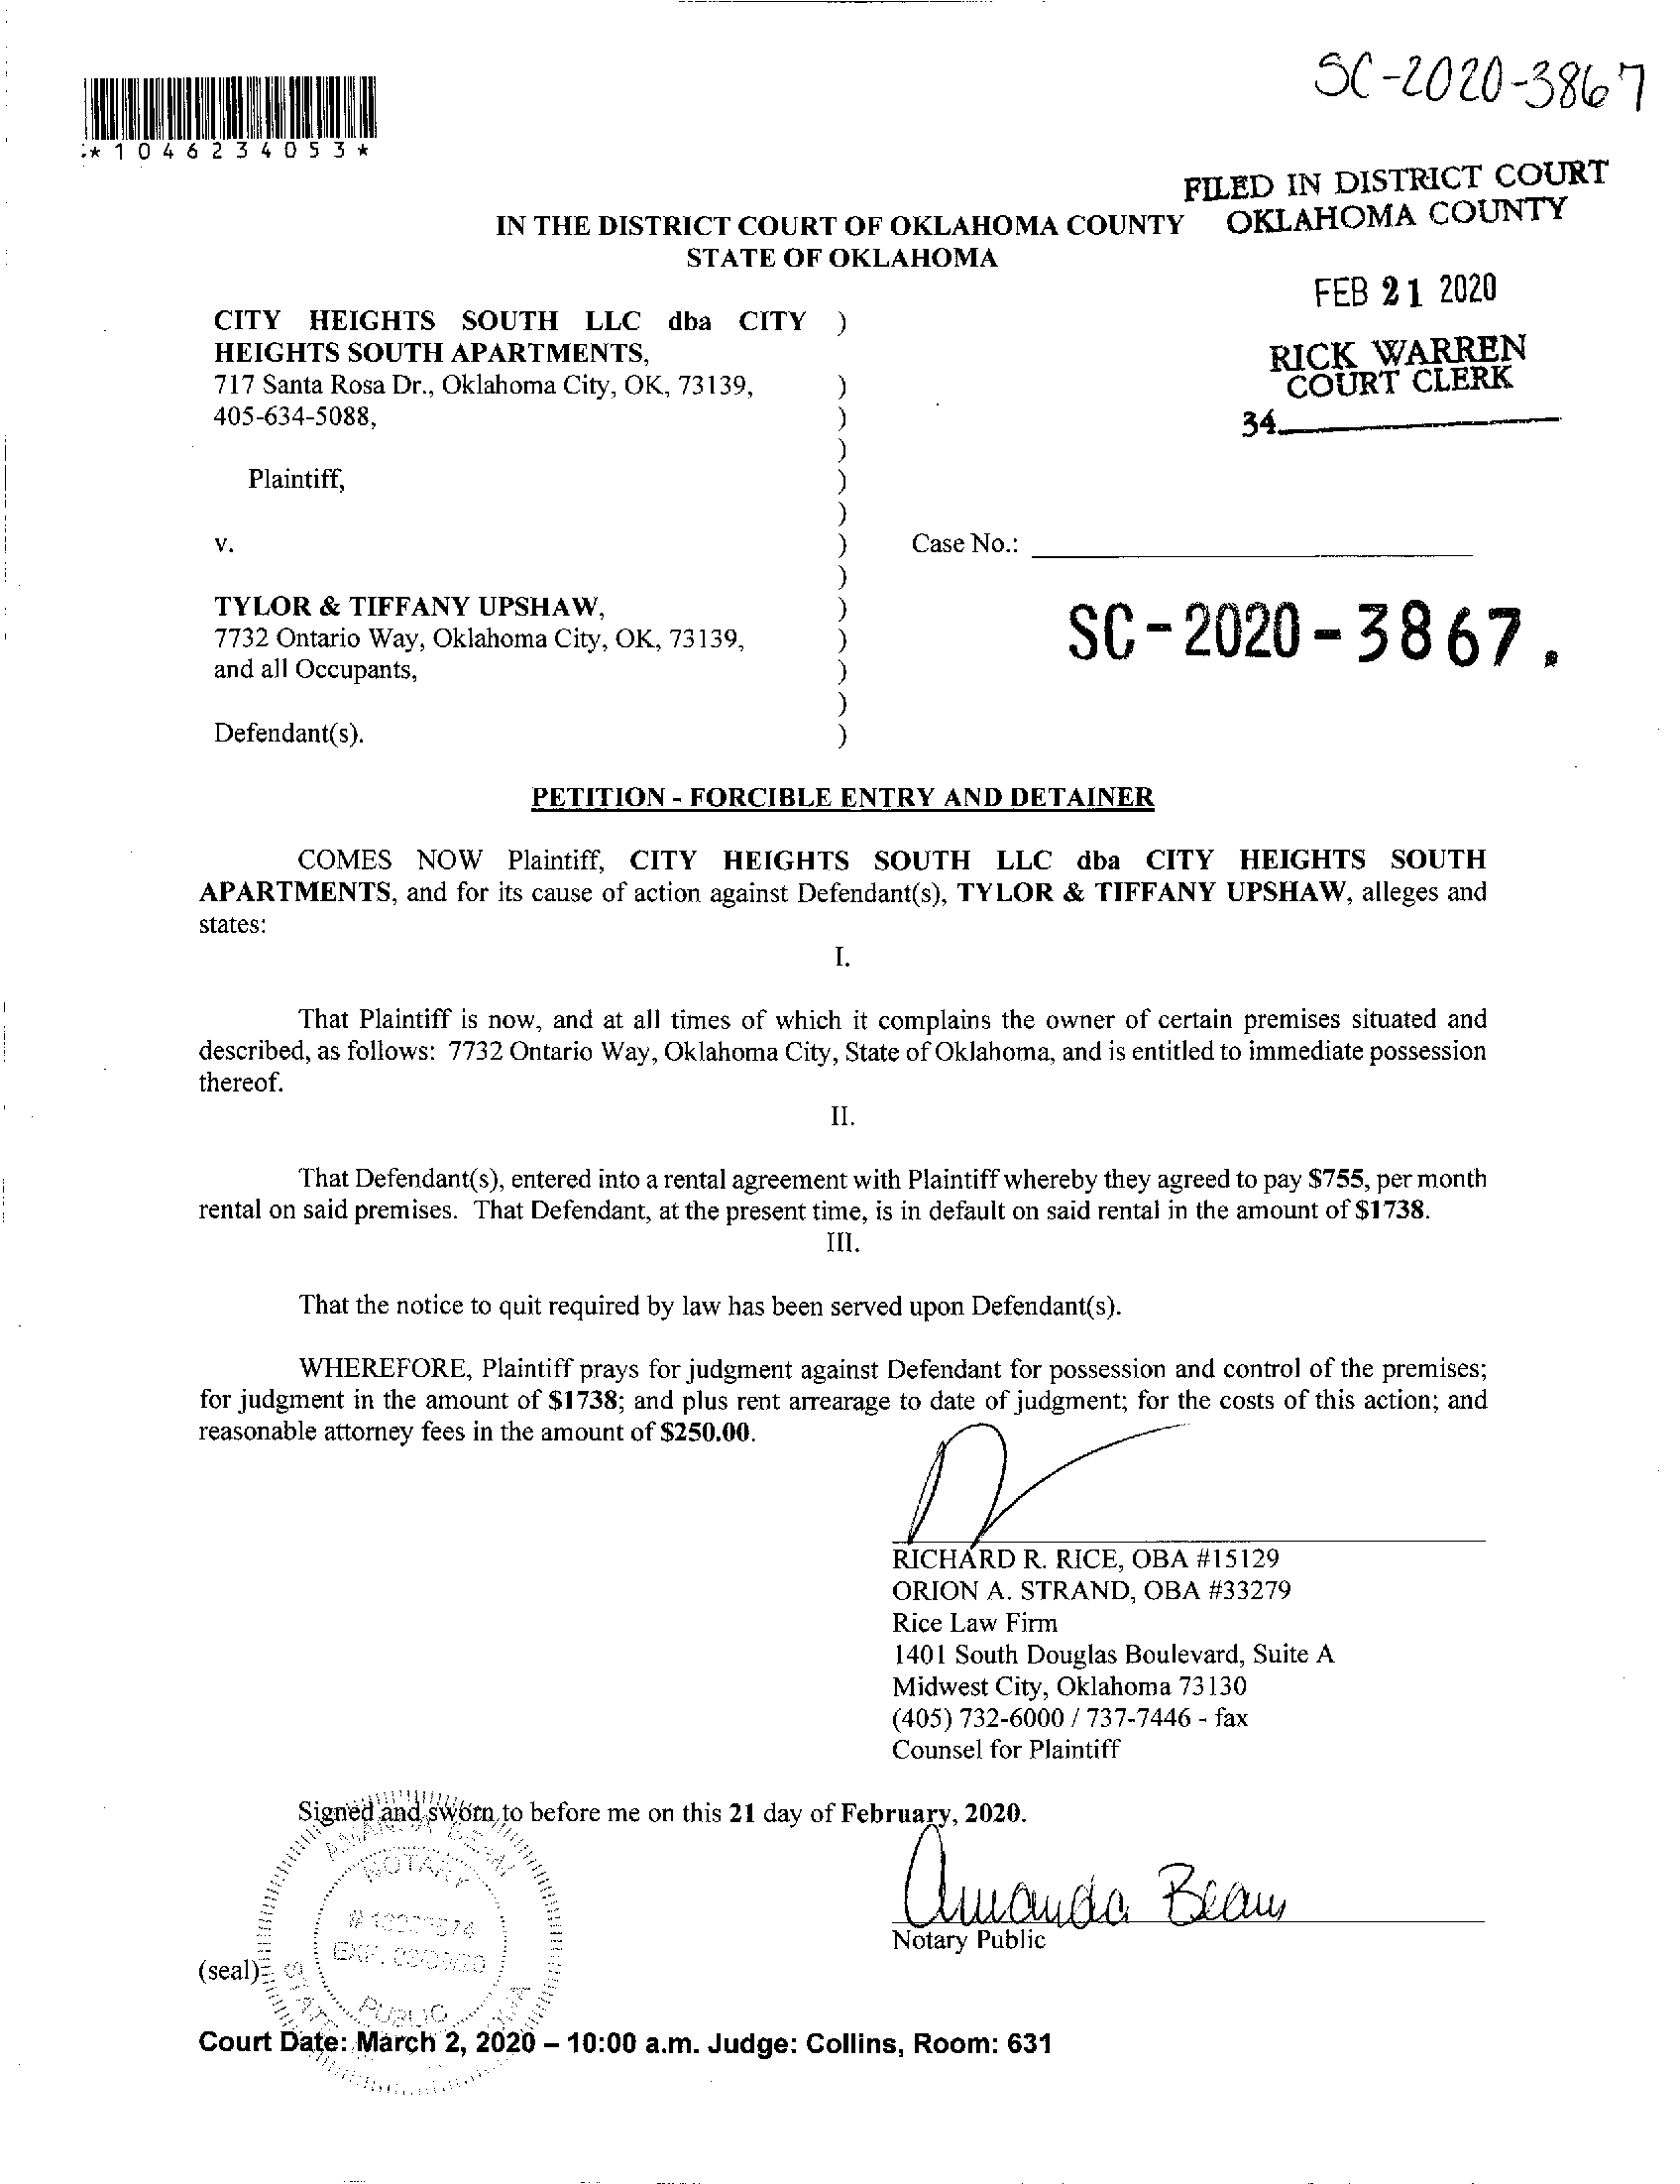 SC-2020-3867
:* 1 0 4 6 2 3 4 0 5 3 *
FILED IN DISTRICT COURT
OKLAHOMA COUNTY
IN THE DISTRICT COURT OF OKLAHOMA COUNTY
STATE OF OKLAHOMA
FEB 21 2020
RICK WARREN
COURT CLERK
34
CITY HEIGHTS SOUTH LLC dba CITY )
HEIGHTS SOUTH APARTMENTS,
717 Santa Rosa Dr., Oklahoma City, OK, 73139, )
405-634-5088, )
)
Plaintiff, )
)
v. ) Case No.:
)
TYLOR & TIFFANY UPSHAW, )
7732 Ontario Way, Oklahoma City, OK, 73139, )
and all Occupants, )
)
Defendant(s). )
SC-2020-3867.
PETITION - FORCIBLE ENTRY AND DETAINER
COMES NOW Plaintiff, CITY HEIGHTS SOUTH LLC dba CITY HEIGHTS SOUTH
APARTMENTS, and for its cause of action against Defendant(s), TYLOR & TIFFANY UPSHAW, alleges and
states:
I.
That Plaintiff is now, and at all times of which it complains the owner of certain premises situated and
described, as follows: 7732 Ontario Way, Oklahoma City, State of Oklahoma, and is entitled to immediate possession
thereof.
II.
That Defendant(s), entered into a rental agreement with Plaintiff whereby they agreed to pay $755, per month
rental on said premises. That Defendant, at the present time, is in default on said rental in the amount of $1738.
III.
That the notice to quit required by law has been served upon Defendant(s).
WHEREFORE, Plaintiff prays for judgment against Defendant for possession and control of the premises;
for judgment in the amount of $1738; and plus rent arrearage to date of judgment; for the costs of this action; and
reasonable attorney fees in the amount of $250.00.
RICHARD R. RICE, OBA #15129
ORION A. STRAND, OBA #33279
Rice Law Firm
1401 South Douglas Boulevard, Suite A
Midwest City, Oklahoma 73130
(405) 732-6000 / 737-7446 - fax
Counsel for Plaintiff
Signed and sworn to before me on this 21 day of February, 2020.
Amanda Beam
Notary Public
NOTARY
PUBLIC
STATE
(seal)
Court Date: March 2, 2020 – 10:00 a.m. Judge: Collins, Room: 631